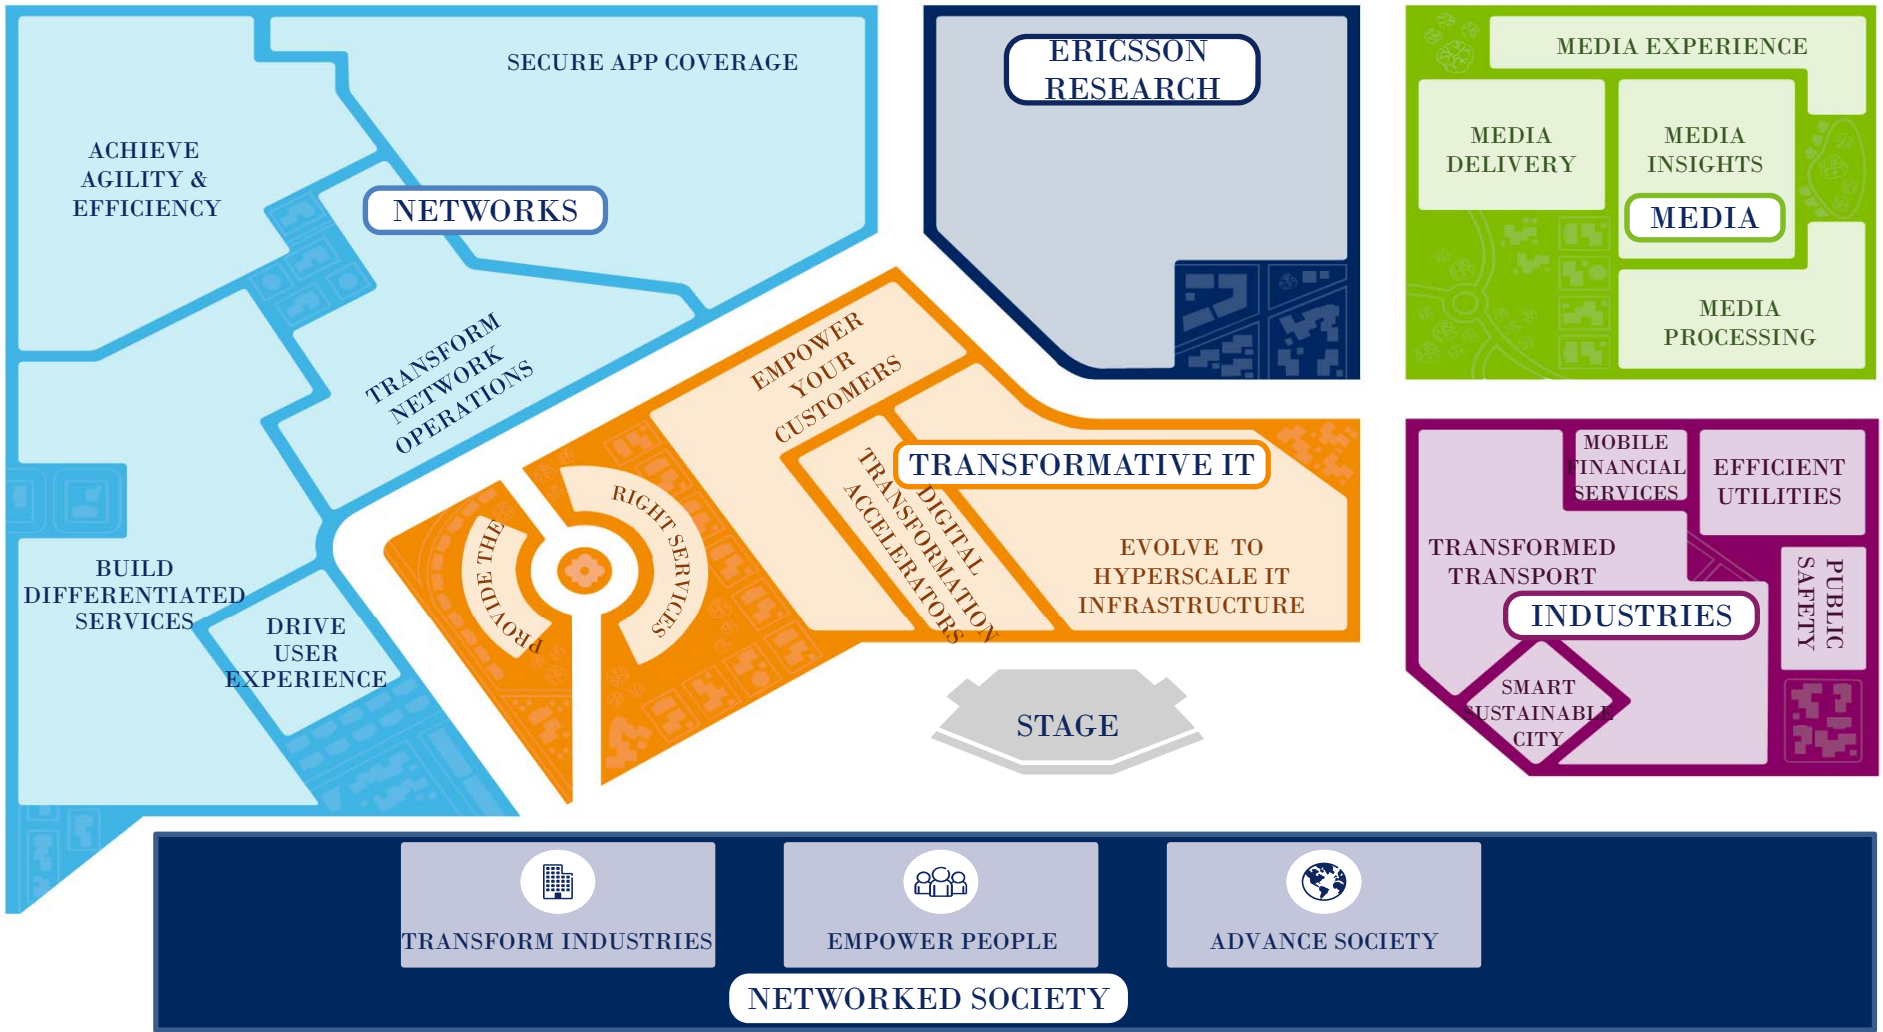 SECURE APP COVERAGE
ACHIEVE
AGILITY &
EFFICIENCY
NETWORKS
TRANSFORM
NETWORK
OPERATIONS
BUILD
DIFFERENTIATED
SERVICES
DRIVE
USER
EXPERIENCE
ERICSSON
RESEARCH
MEDIA EXPERIENCE
MEDIA
DELIVERY
MEDIA
INSIGHTS
MEDIA
MEDIA
PROCESSING
EMPOWER
YOUR
CUSTOMERS
TRANSFORMATIVE IT
DIGITAL
TRANSFORMATION
ACCELERATORS
PROVIDE THE
RIGHT SERVICES
EVOLVE TO
HYPERSCALE IT
INFRASTRUCTURE
MOBILE
FINANCIAL
SERVICES
EFFICIENT
UTILITIES
TRANSFORMED
TRANSPORT
PUBLIC
SAFETY
INDUSTRIES
SMART
SUSTAINABLE
CITY
STAGE
TRANSFORM INDUSTRIES
EMPOWER PEOPLE
ADVANCE SOCIETY
NETWORKED SOCIETY